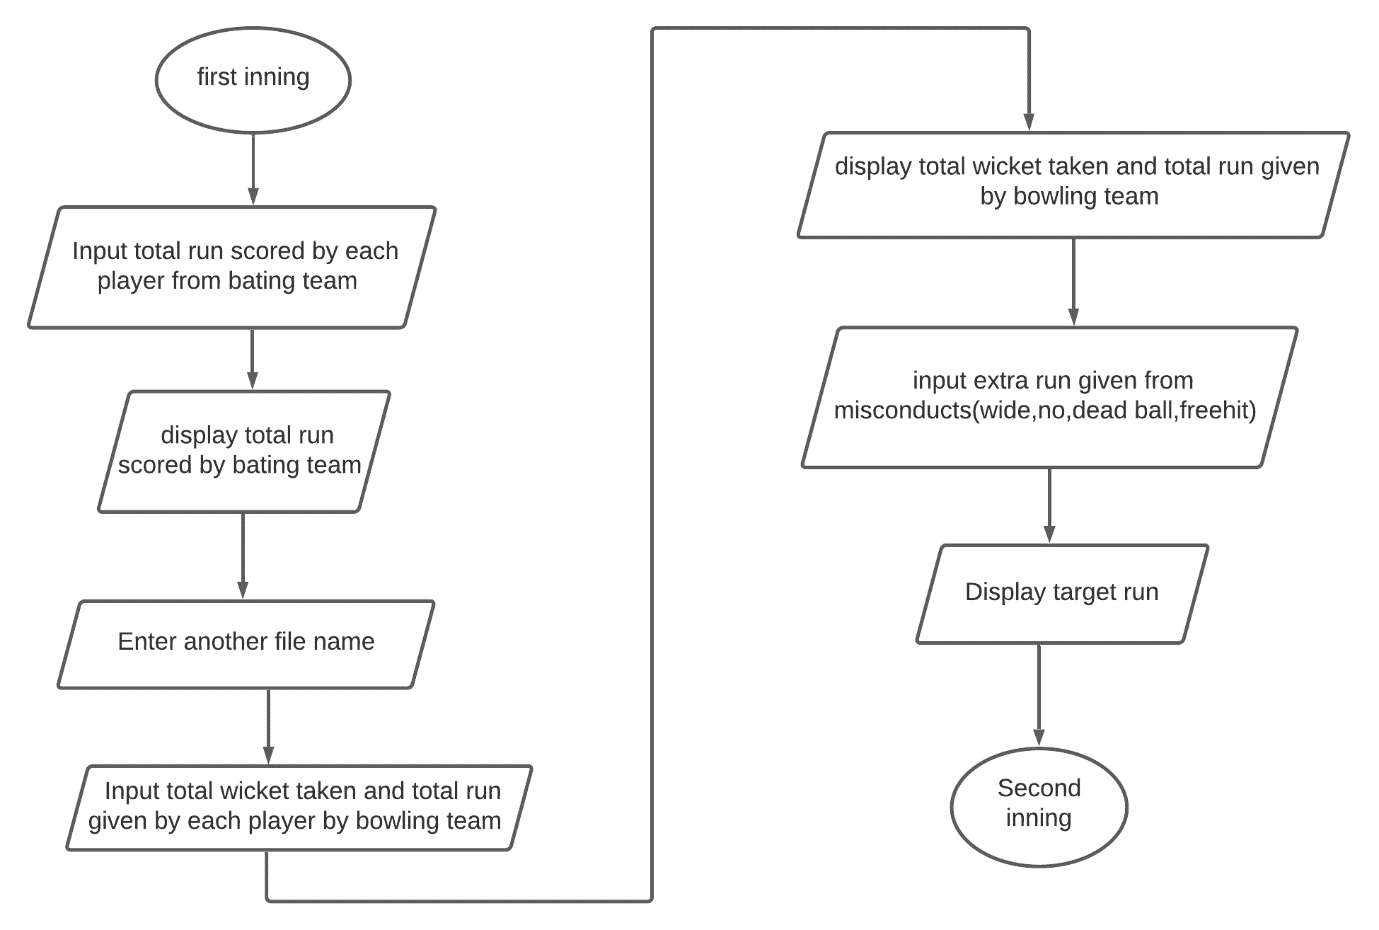 first inning
Input total run scored by each
player from bating team
display total run
scored by bating team
Enter another file name
Input total wicket taken and total run
given by each player by bowling team
display total wicket taken and total run given
by bowling team
input extra run given from
misconducts(wide,no,dead ball,freehit)
Display target run
Second
inning